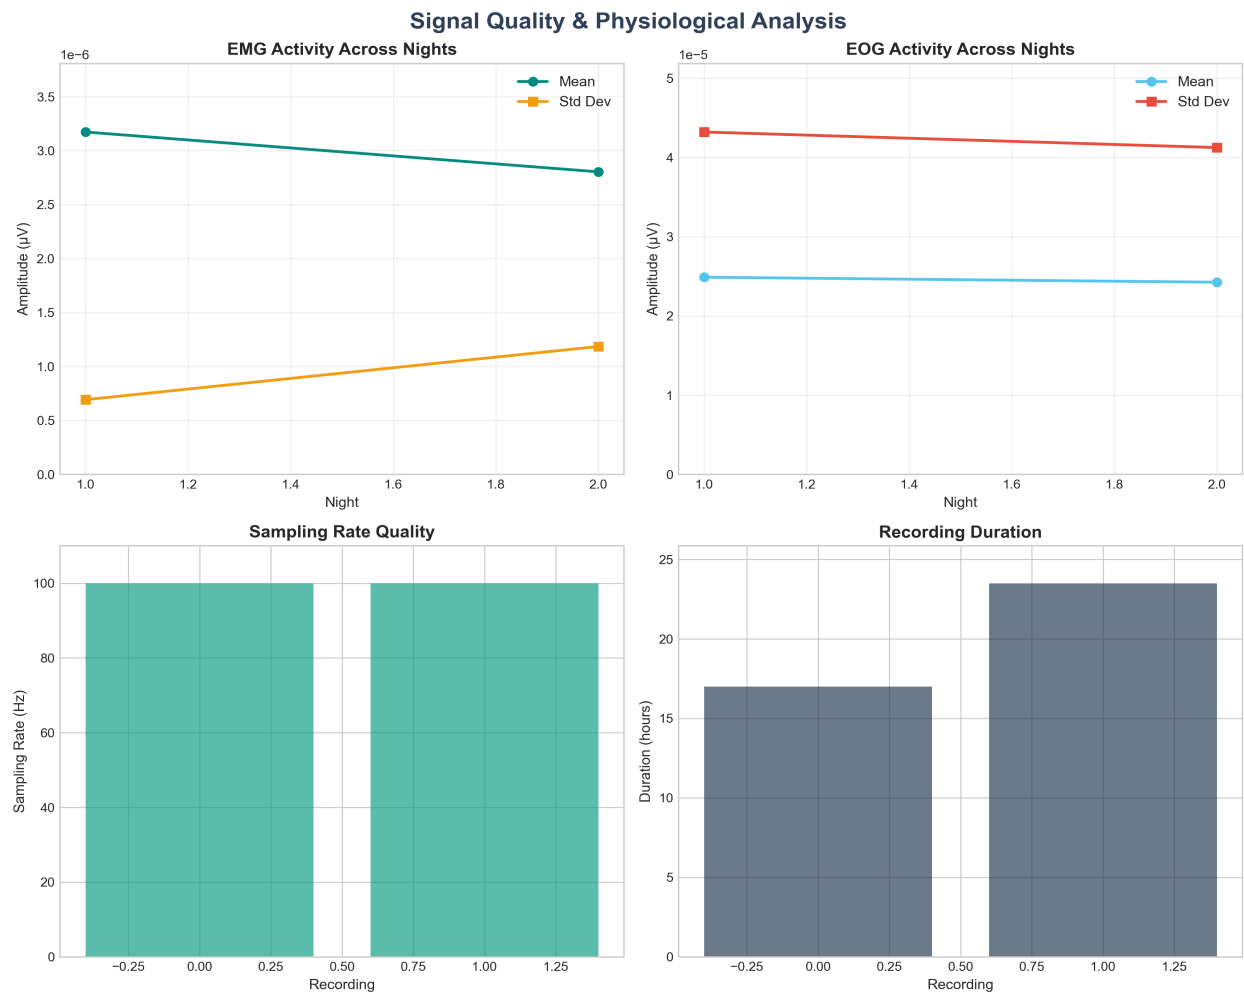 Signal Quality & Physiological Analysis
EMG Activity Across Nights
1e−6
Mean
Std Dev
3.5
3.0
2.5
2.0
1.5
1.0
0.5
0.0
Amplitude (μV)
1.0 1.2 1.4 1.6 1.8 2.0
Night
EOG Activity Across Nights
1e−5
Mean
Std Dev
5
4
3
2
1
0
Amplitude (μV)
1.0 1.2 1.4 1.6 1.8 2.0
Night
Sampling Rate Quality
100
80
60
40
20
0
Sampling Rate (Hz)
−0.25 0.00 0.25 0.50 0.75 1.00 1.25
Recording
Recording Duration
25
20
15
10
5
0
Duration (hours)
−0.25 0.00 0.25 0.50 0.75 1.00 1.25
Recording